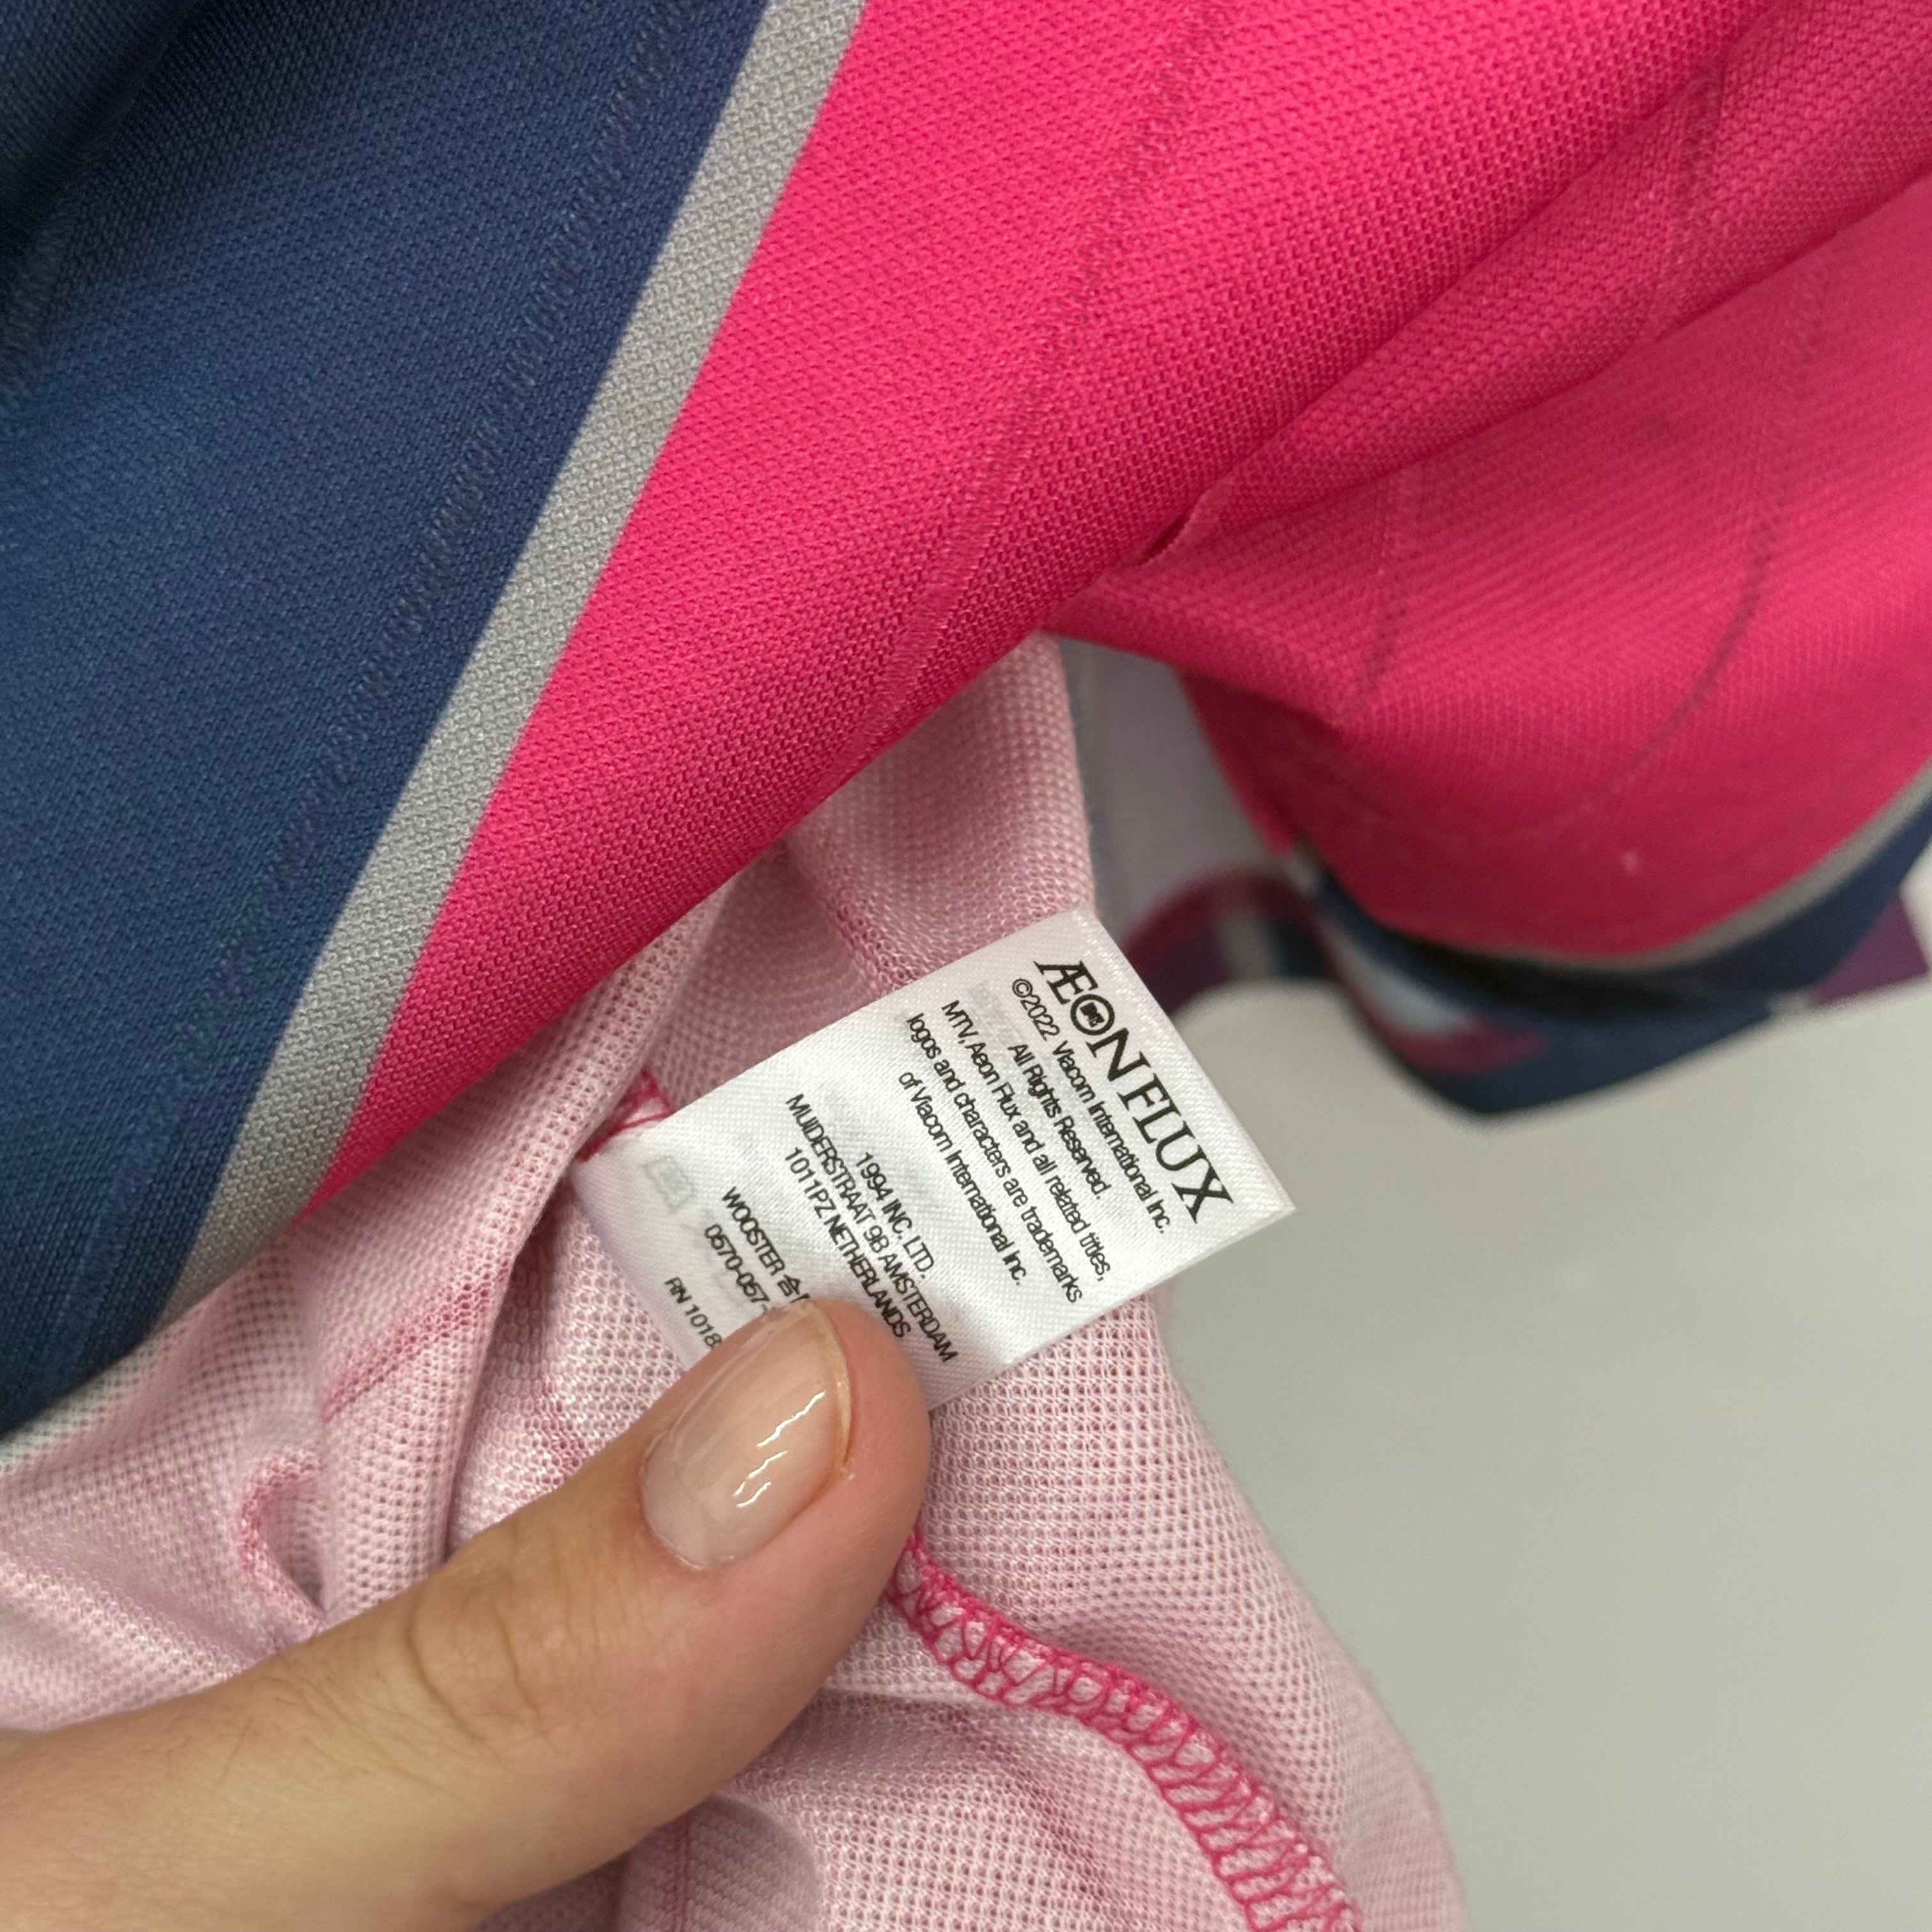 ÆON FLUX
©2022 Viacom International Inc.
All Rights Reserved.
MTV, Aeon Flux and all related titles,
logos and characters are trademarks
of Viacom International Inc.
1994 INC. LTD.
MUIDERSTRAAT 9B AMSTERDAM
1011PZ NETHERLANDS
WOOSTER
0570-057-
RN 1018